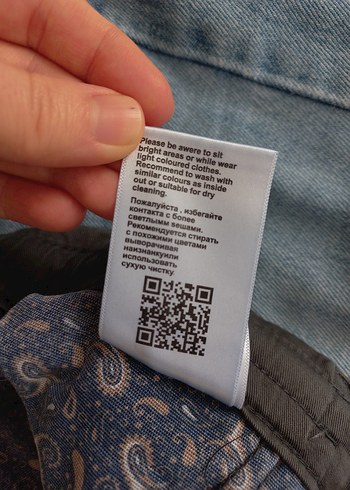 Please be awere to sit
bright areas or while wear
light coloured clothes.
Recommend to wash with
similar colours as inside
out or suitable for dry
cleaning.
Пожалуйста , избегайте
контакта с более
светлыми вешами.
Рекомендуется стирать
с похожими цветами
выворачивая
наизнанкуили
использовать
сухую чистку